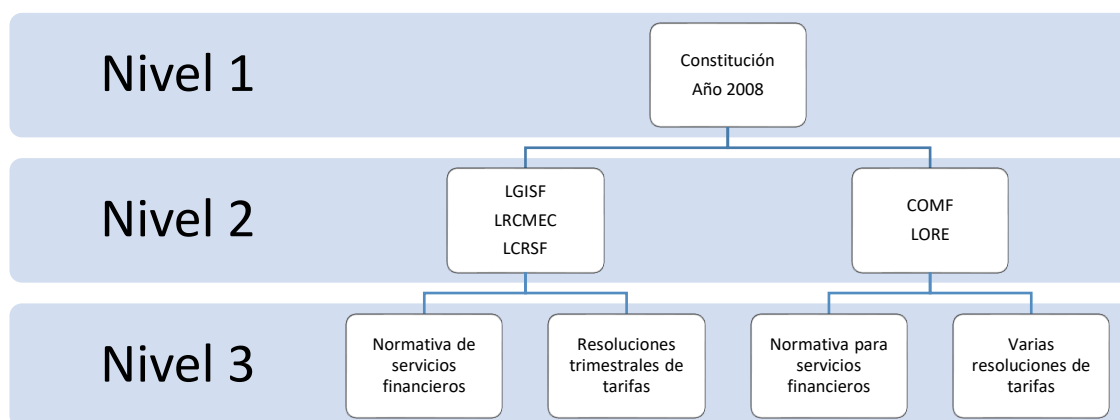 Nivel 1
Constitución
Año 2008
Nivel 2
LGISF
LRCMEC
LCRSF
COMF
LORE
Nivel 3
Normativa de
servicios
financieros
Resoluciones
trimestrales de
tarifas
Normativa para
servicios
financieros
Varias
resoluciones de
tarifas